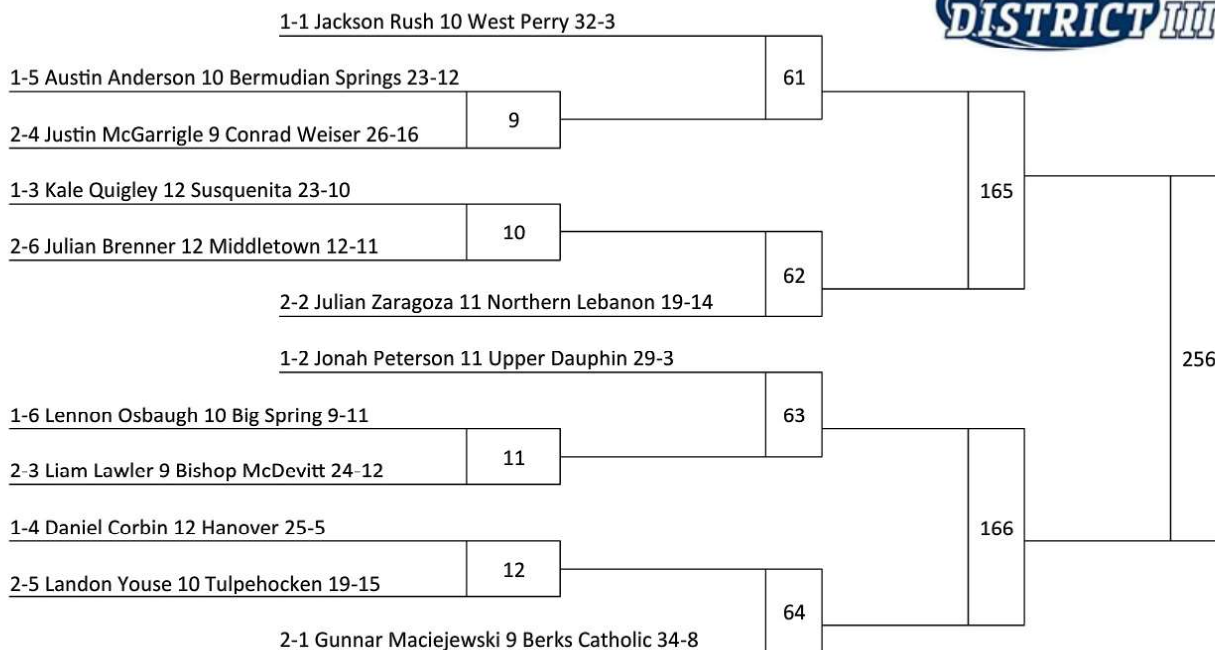 DISTRICT III
1-1 Jackson Rush 10 West Perry 32-3
61
1-5 Austin Anderson 10 Bermudian Springs 23-12
9
2-4 Justin McGarrigle 9 Conrad Weiser 26-16
1-3 Kale Quigley 12 Susquenita 23-10
165
10
2-6 Julian Brenner 12 Middletown 12-11
62
2-2 Julian Zaragoza 11 Northern Lebanon 19-14
1-2 Jonah Peterson 11 Upper Dauphin 29-3
256
63
1-6 Lennon Osbaugh 10 Big Spring 9-11
11
2-3 Liam Lawler 9 Bishop McDevitt 24-12
1-4 Daniel Corbin 12 Hanover 25-5
166
12
2-5 Landon Youse 10 Tulpehocken 19-15
64
2-1 Gunnar Maciejewski 9 Berks Catholic 34-8